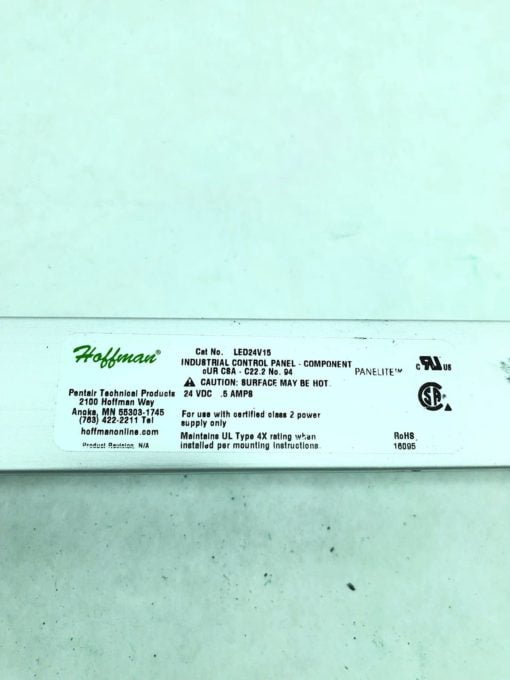 Hoffman®
Pentair Technical Products
2100 Hoffman Way
Anoka, MN 55303-1745
(763) 422-2211 Tel
hoffmanonline.com
Product Revision N/A
Cat No. LED24V15
INDUSTRIAL CONTROL PANEL - COMPONENT
cUR CSA - C22.2 No. 94
CAUTION: SURFACE MAY BE HOT.
24 VDC .5 AMPS
For use with certified class 2 power
supply only
Maintains UL Type 4X rating when
installed per mounting instructions.
PANELITE™
c RU US
SA
RoHS
16095